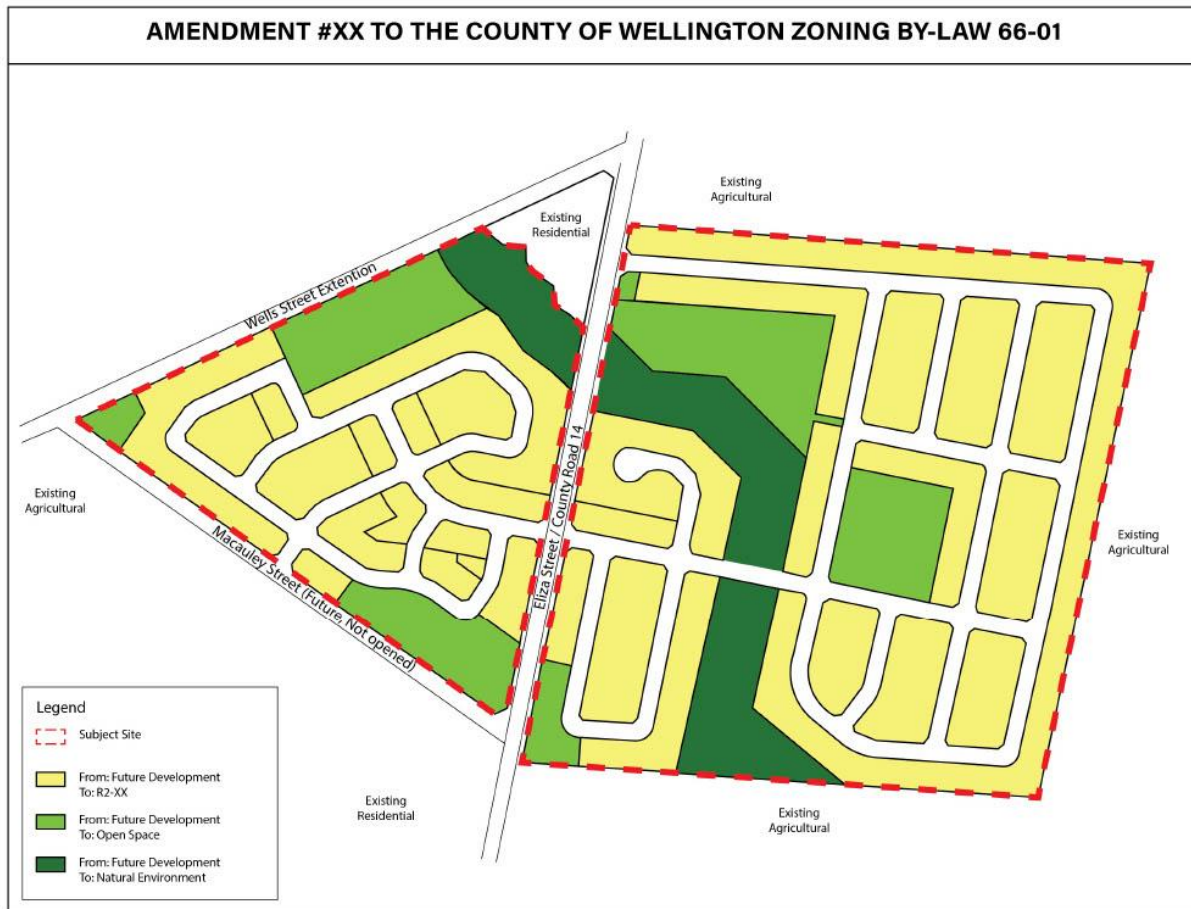 AMENDMENT #XX TO THE COUNTY OF WELLINGTON ZONING BY-LAW 66-01
Existing
Agricultural
Existing
Residential
Wells Street Extention
Eliza Street / County Road 14
Existing
Agricultural
Existing
Agricultural
Macauley Street (Future, Not opened)
Existing
Residential
Existing
Agricultural
Legend
Subject Site
From: Future Development
To: R2-XX
From: Future Development
To: Open Space
From: Future Development
To: Natural Environment